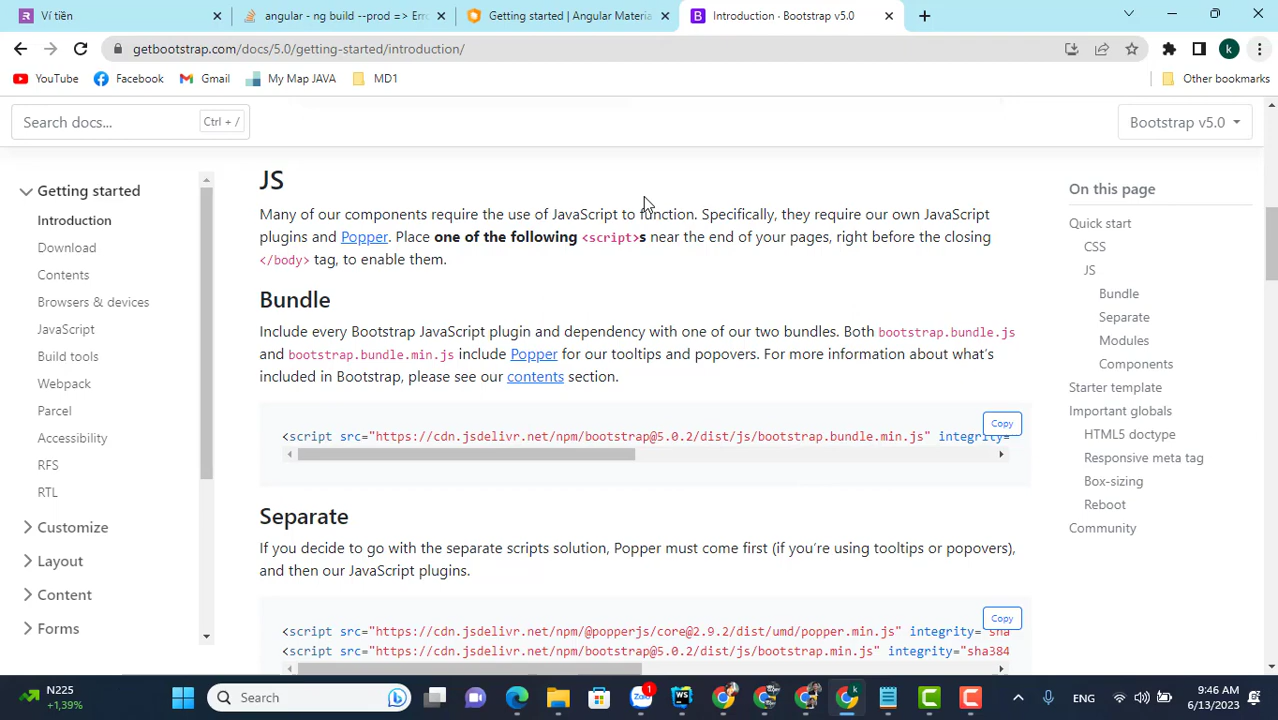 Ví tiền
angular - ng build --prod => Err
Getting started | Angular Materia
Introduction · Bootstrap v5.0
getbootstrap.com/docs/5.0/getting-started/introduction/
k
YouTube
Facebook
Gmail
My Map JAVA
MD1
Other bookmarks
Search docs...
Ctrl + /
Bootstrap v5.0
Getting started
Introduction
Download
Contents
Browsers & devices
JavaScript
Build tools
Webpack
Parcel
Accessibility
RFS
RTL
Customize
Layout
Content
Forms
JS
Many of our components require the use of JavaScript to function. Specifically, they require our own JavaScript
plugins and Popper. Place one of the following <script>s near the end of your pages, right before the closing
</body> tag, to enable them.
Bundle
Include every Bootstrap JavaScript plugin and dependency with one of our two bundles. Both bootstrap.bundle.js
and bootstrap.bundle.min.js include Popper for our tooltips and popovers. For more information about what's
included in Bootstrap, please see our contents section.
Copy
<script src="https://cdn.jsdelivr.net/npm/bootstrap@5.0.2/dist/js/bootstrap.bundle.min.js" integrity=
Separate
If you decide to go with the separate scripts solution, Popper must come first (if you're using tooltips or popovers),
and then our JavaScript plugins.
Copy
<script src="https://cdn.jsdelivr.net/npm/@popperjs/core@2.9.2/dist/umd/popper.min.js" integrity="sha
<script src="https://cdn.jsdelivr.net/npm/bootstrap@5.0.2/dist/js/bootstrap.min.js" integrity="sha384
On this page
Quick start
CSS
JS
Bundle
Separate
Modules
Components
Starter template
Important globals
HTML5 doctype
Responsive meta tag
Box-sizing
Reboot
Community
N225
+1,39%
Search
Zalo
1
WS
k
ENG
9:46 AM
6/13/2023